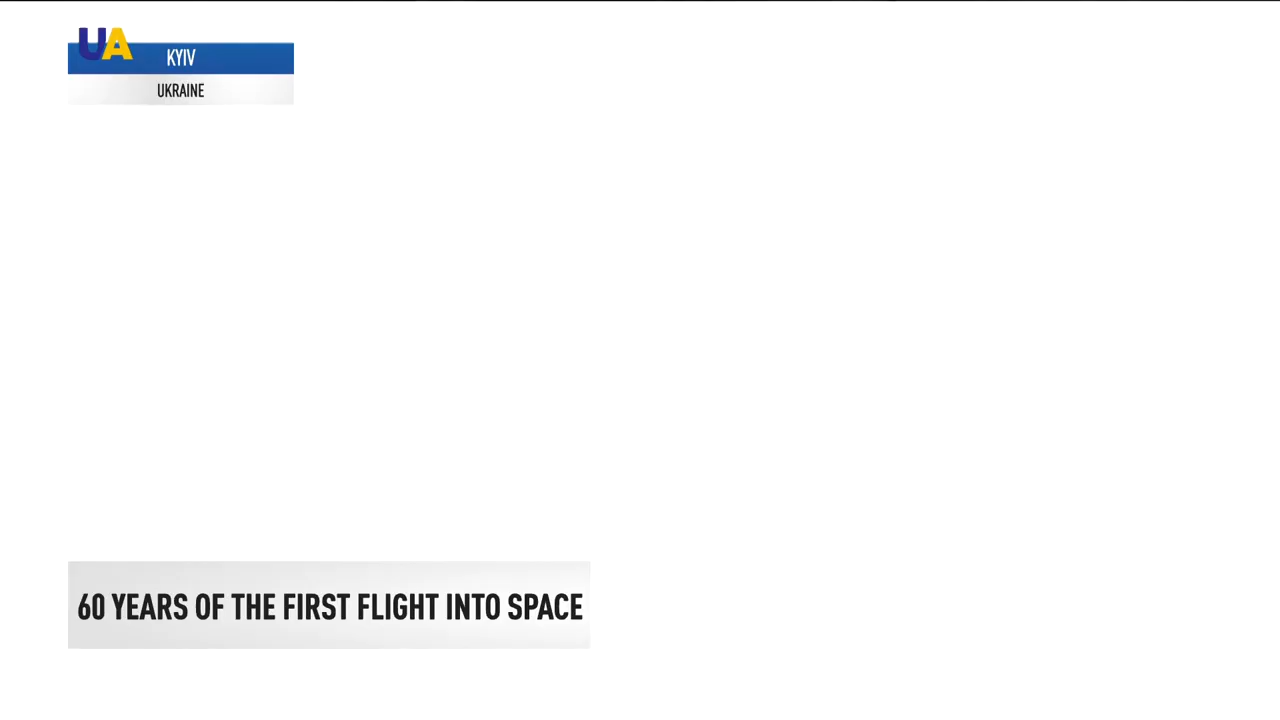 UA
KYIV
UKRAINE
60 YEARS OF THE FIRST FLIGHT INTO SPACE